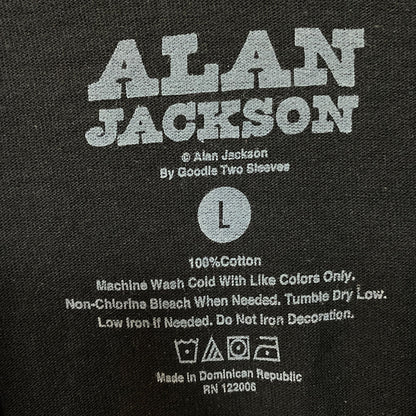 ALAN
JACKSON
© Alan Jackson
By Goodie Two Sleeves
L
100%Cotton
Machine Wash Cold With Like Colors Only.
Non-Chlorine Bleach When Needed. Tumble Dry Low.
Low Iron If Needed. Do Not Iron Decoration.
Made in Dominican Republic
RN 122006